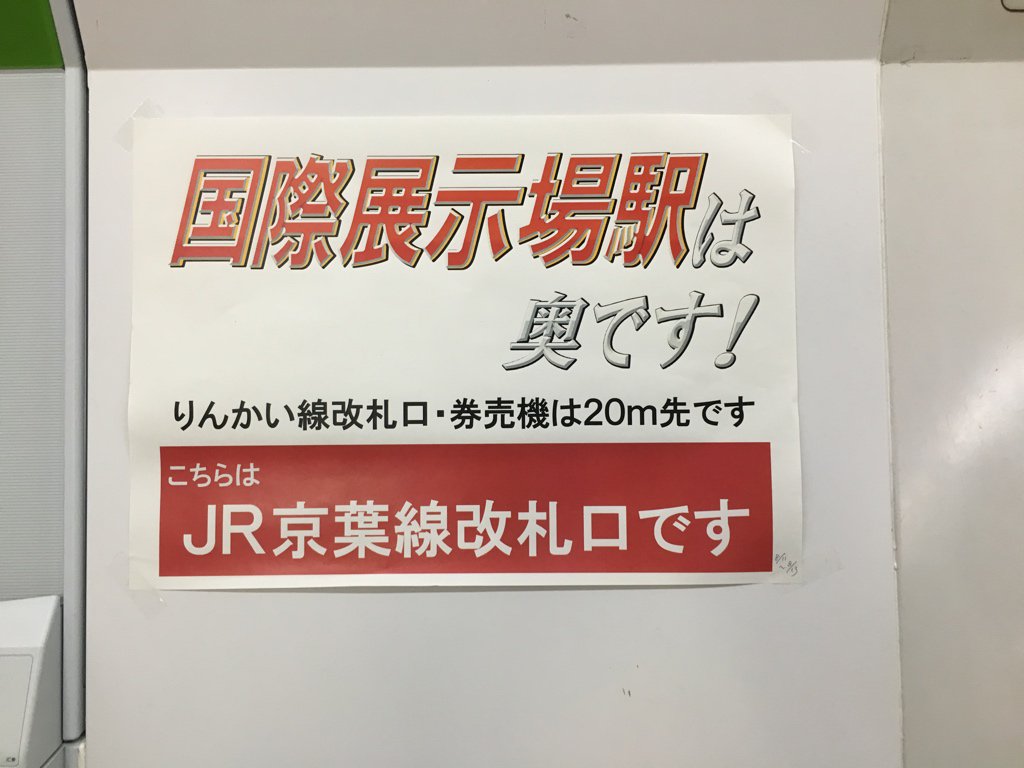 国際展示場駅は
奥です!
りんかい線改札口・券売機は20m先です
こちらは
JR京葉線改札口です